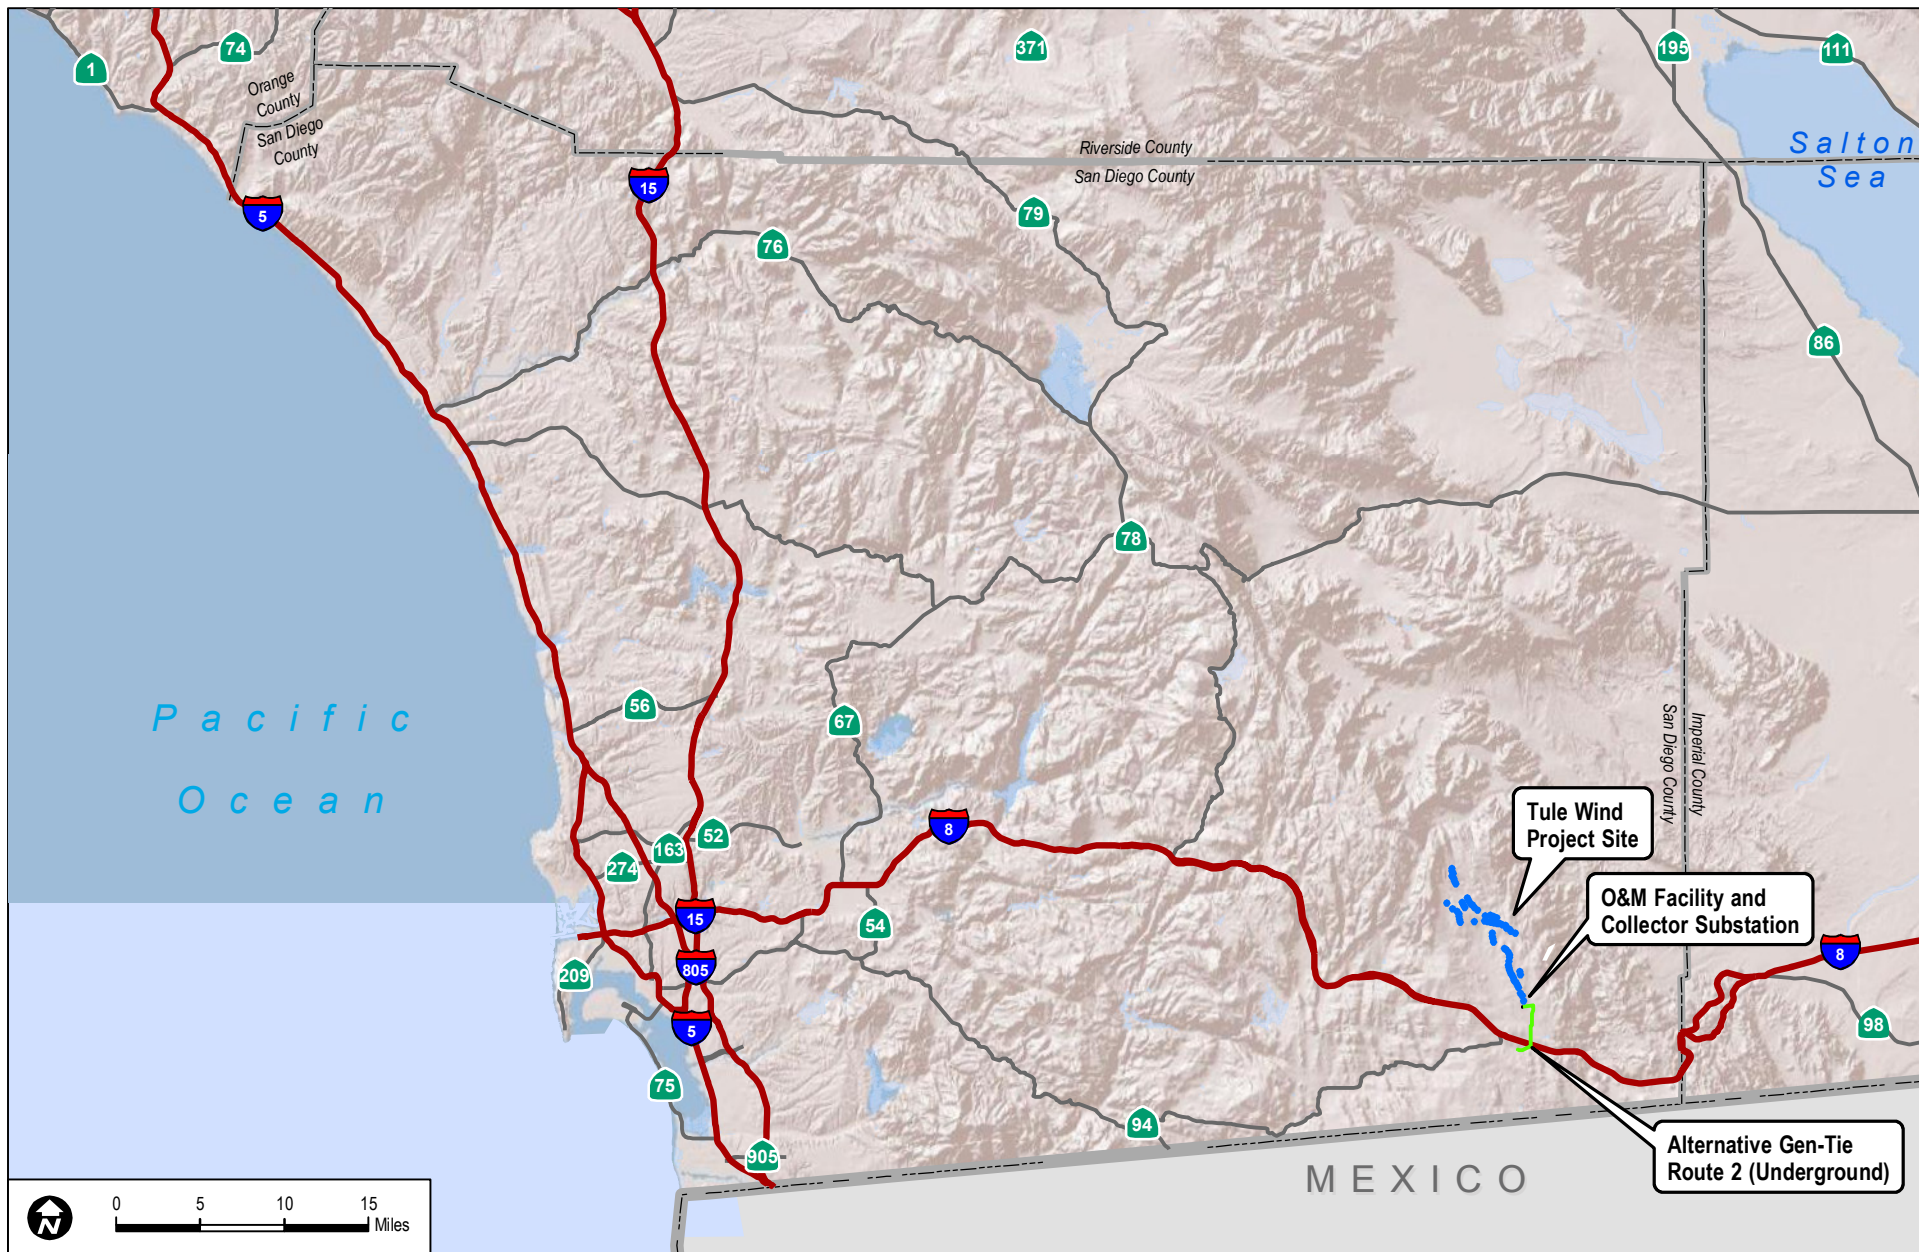 74
371
195
111
1
Orange
County
San Diego
County
Riverside County
San Diego County
Salton
Sea
15
5
79
76
86
78
56
67
Pacific
Ocean
San Diego County
Imperial County
Tule Wind
Project Site
8
52
163
274
O&M Facility and
Collector Substation
15
54
8
805
209
5
98
75
94
905
Alternative Gen-Tie
Route 2 (Underground)
MEXICO
N
0 5 10 15
Miles